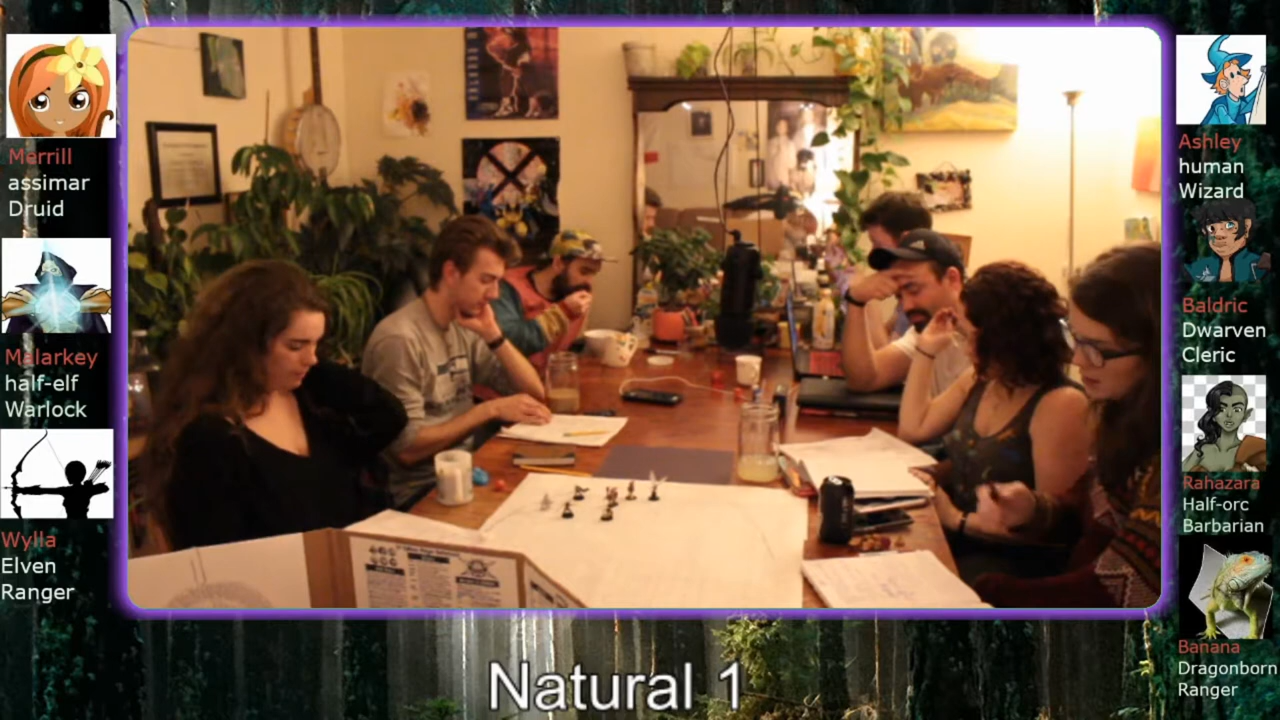 Merrill
assimar
Druid
Malarkey
half-elf
Warlock
Wylla
Elven
Ranger
Ashley
human
Wizard
Baldric
Dwarven
Cleric
Rahazara
Half-orc
Barbarian
Banana
Dragonborn
Ranger
Natural 1